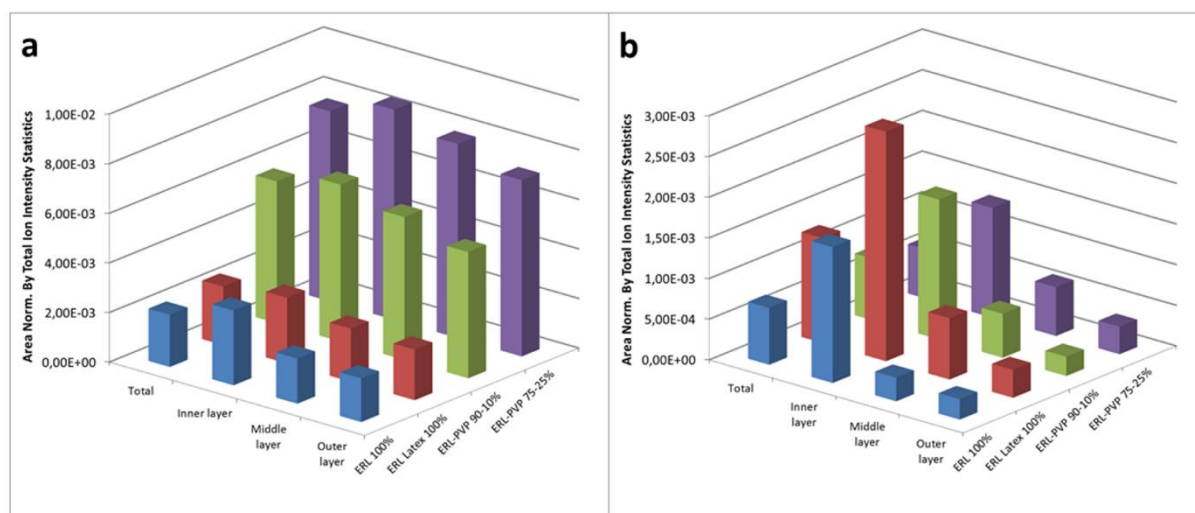 a
Area Norm. By Total Ion Intensity Statistics
1,00E-02
8,00E-03
6,00E-03
4,00E-03
2,00E-03
0,00E+00
Total
Inner layer
Middle
layer
Outer
layer
ERL 100%
ERL Latex 100%
ERL-PVP 90-10%
ERL-PVP 75-25%
b
Area Norm. By Total Ion Intensity Statistics
3,00E-03
2,50E-03
2,00E-03
1,50E-03
1,00E-03
5,00E-04
0,00E+00
Total
Inner
layer
Middle
layer
Outer
layer
ERL 100%
ERL Latex 100%
ERL-PVP 90-10%
ERL-PVP 75-25%